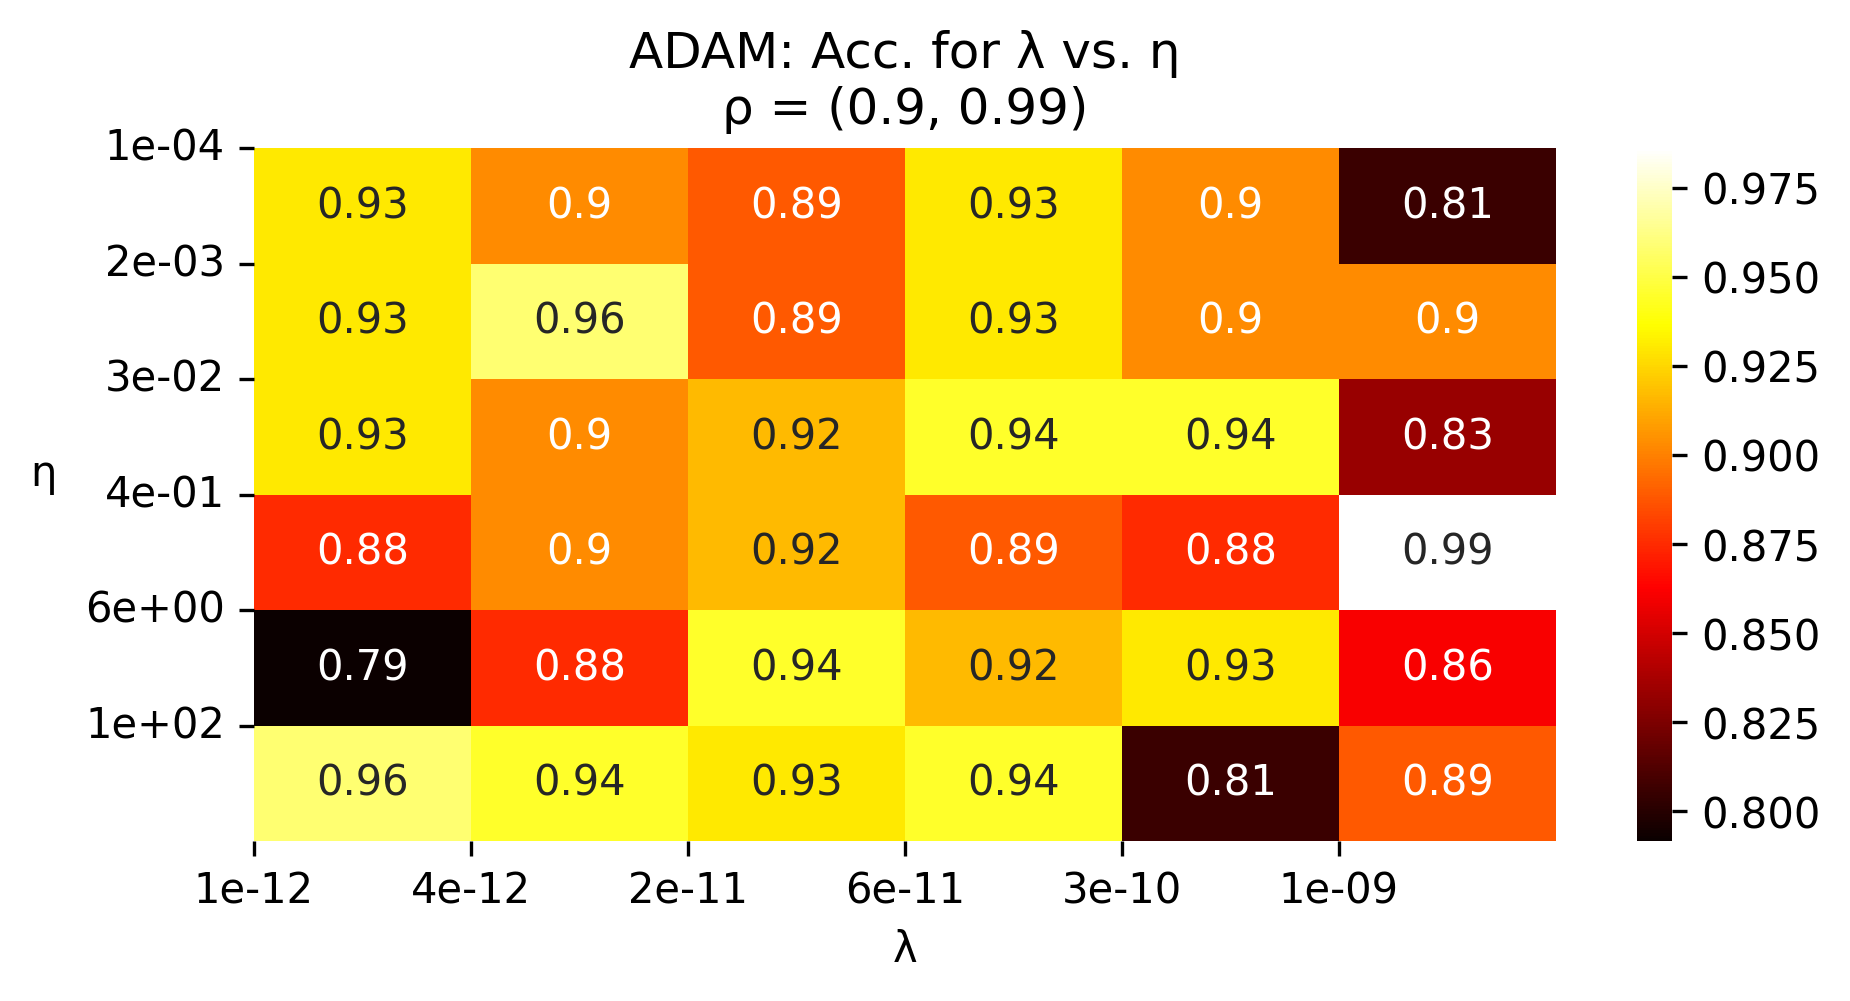 ADAM: Acc. for λ vs. η
ρ = (0.9, 0.99)
1e-04
0.93 0.9 0.89 0.93 0.9 0.81
2e-03
0.93 0.96 0.89 0.93 0.9 0.9
3e-02
0.93 0.9 0.92 0.94 0.94 0.83
η
4e-01
0.88 0.9 0.92 0.89 0.88 0.99
6e+00
0.79 0.88 0.94 0.92 0.93 0.86
1e+02
0.96 0.94 0.93 0.94 0.81 0.89
1e-12 4e-12 2e-11 6e-11 3e-10 1e-09
λ
0.975
0.950
0.925
0.900
0.875
0.850
0.825
0.800